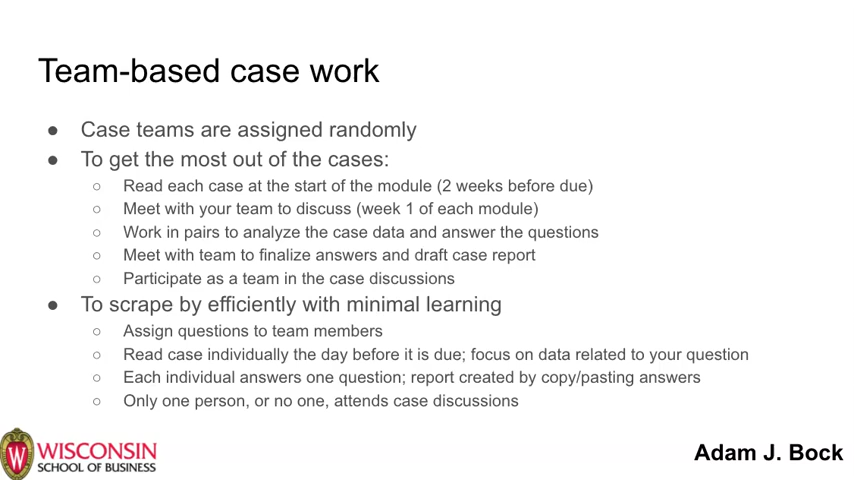 Team-based case work
● Case teams are assigned randomly
● To get the most out of the cases:
○ Read each case at the start of the module (2 weeks before due)
○ Meet with your team to discuss (week 1 of each module)
○ Work in pairs to analyze the case data and answer the questions
○ Meet with team to finalize answers and draft case report
○ Participate as a team in the case discussions
● To scrape by efficiently with minimal learning
○ Assign questions to team members
○ Read case individually the day before it is due; focus on data related to your question
○ Each individual answers one question; report created by copy/pasting answers
○ Only one person, or no one, attends case discussions
W
WISCONSIN
SCHOOL OF BUSINESS
Adam J. Bock